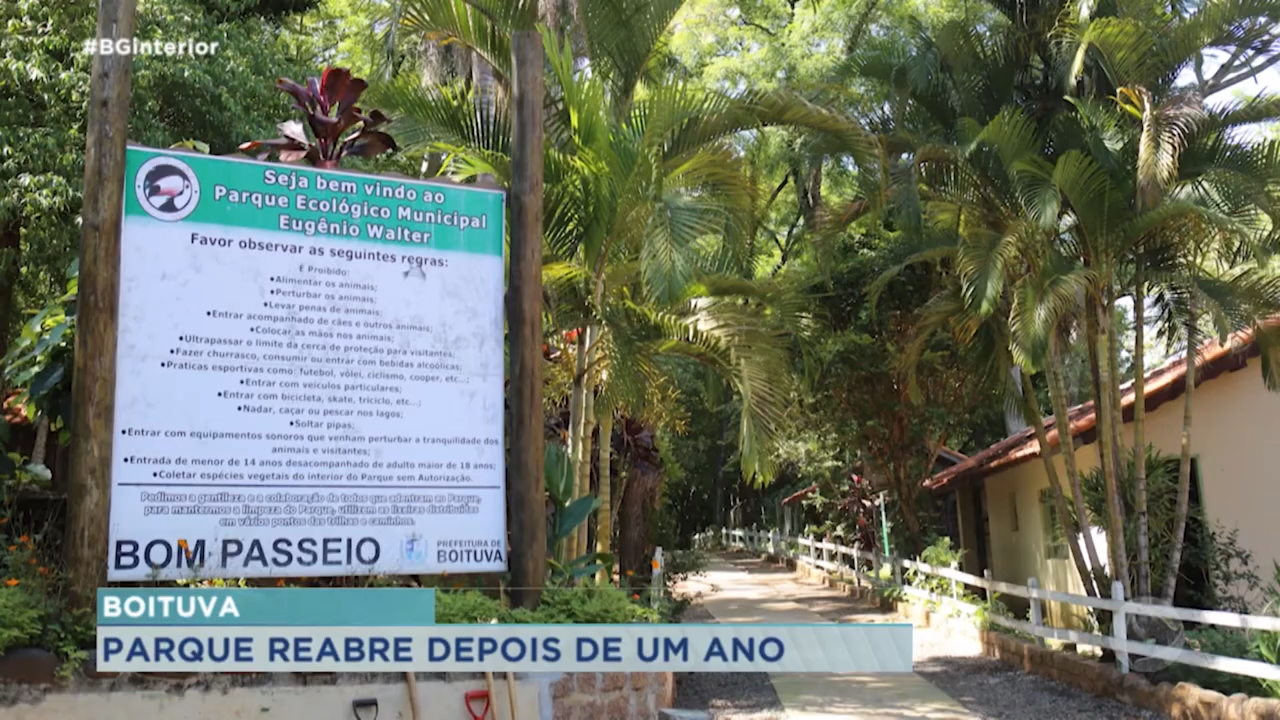 #BGInterior
Seja bem vindo ao
Parque Ecológico Municipal
Eugênio Walter
Favor observar as seguintes regras:
É Proibido:
•Alimentar os animais;
•Perturbar os animais;
•Levar penas de animais;
•Entrar acompanhado de cães e outros animais;
•Colocar as mãos nos animais;
•Ultrapassar o limite da cerca de proteção para visitantes;
•Fazer churrasco, consumir ou entrar com bebidas alcoólicas;
•Praticas esportivas como: futebol, vôlei, ciclismo, cooper, etc...;
•Entrar com veículos particulares;
•Entrar com bicicleta, skate, triciclo, etc...;
•Nadar, caçar ou pescar nos lagos;
•Soltar pipas;
•Entrar com equipamentos sonoros que venham perturbar a tranquilidade dos
animais e visitantes;
•Entrada de menor de 14 anos desacompanhado de adulto maior de 18 anos;
•Coletar espécies vegetais do interior do Parque sem Autorização.
Pedimos a gentileza e a colaboração de todos que adentram ao Parque,
para mantermos a limpeza do Parque, utilizem as lixeiras distribuídas
em vários pontos das trilhas e caminhos.
BOM PASSEIO
PREFEITURA DE
BOITUVA
BOITUVA
PARQUE REABRE DEPOIS DE UM ANO